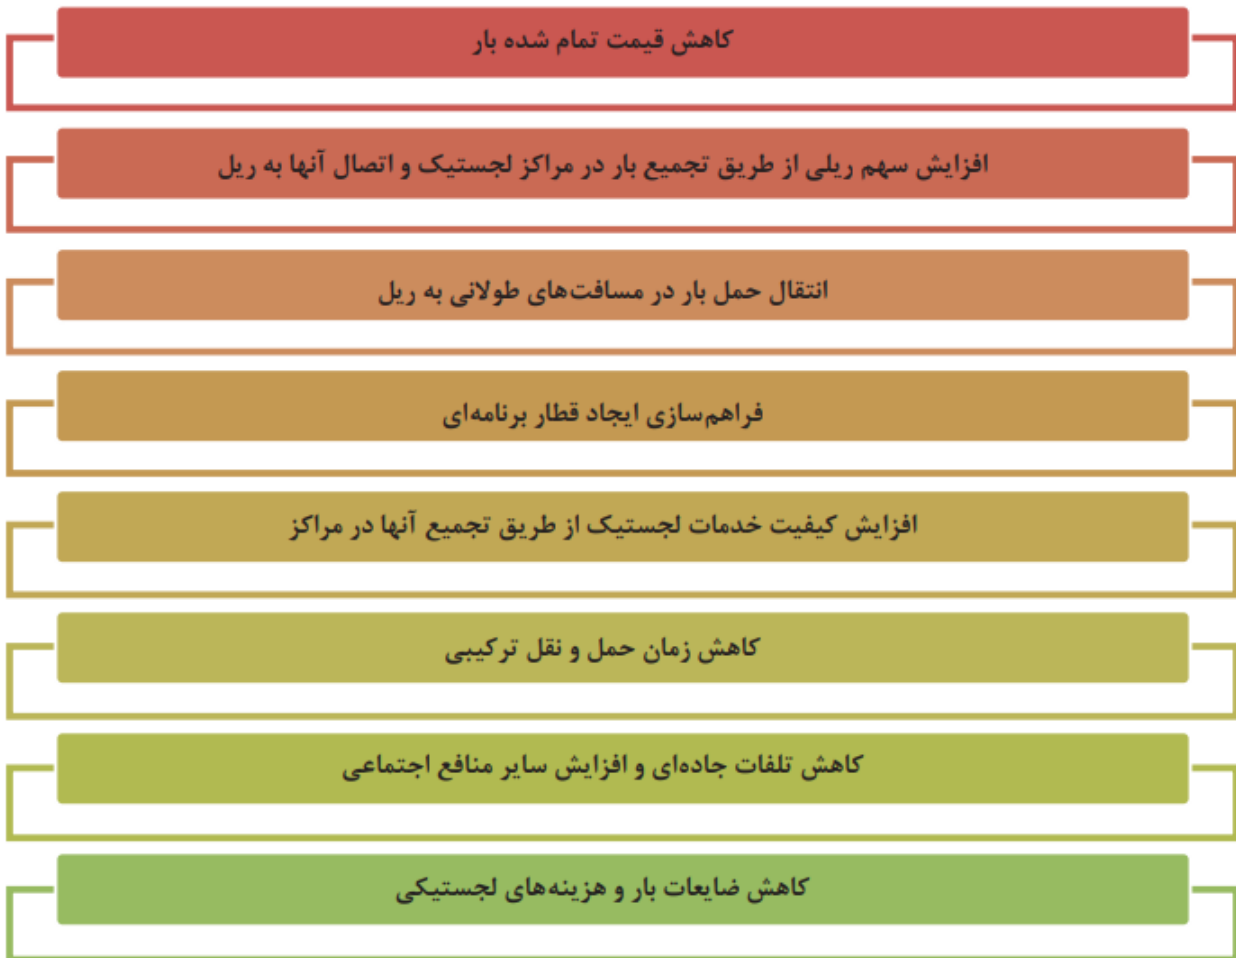 کاهش قیمت تمام شده بار
افزایش سهم ریلی از طریق تجمیع بار در مراکز لجستیک و اتصال آنها به ریل
انتقال حمل بار در مسافت‌های طولانی به ریل
فراهم‌سازی ایجاد قطار برنامه‌ای
افزایش کیفیت خدمات لجستیک از طریق تجمیع آنها در مراکز
کاهش زمان حمل و نقل ترکیبی
کاهش تلفات جاده‌ای و افزایش سایر منافع اجتماعی
کاهش ضایعات بار و هزینه‌های لجستیکی